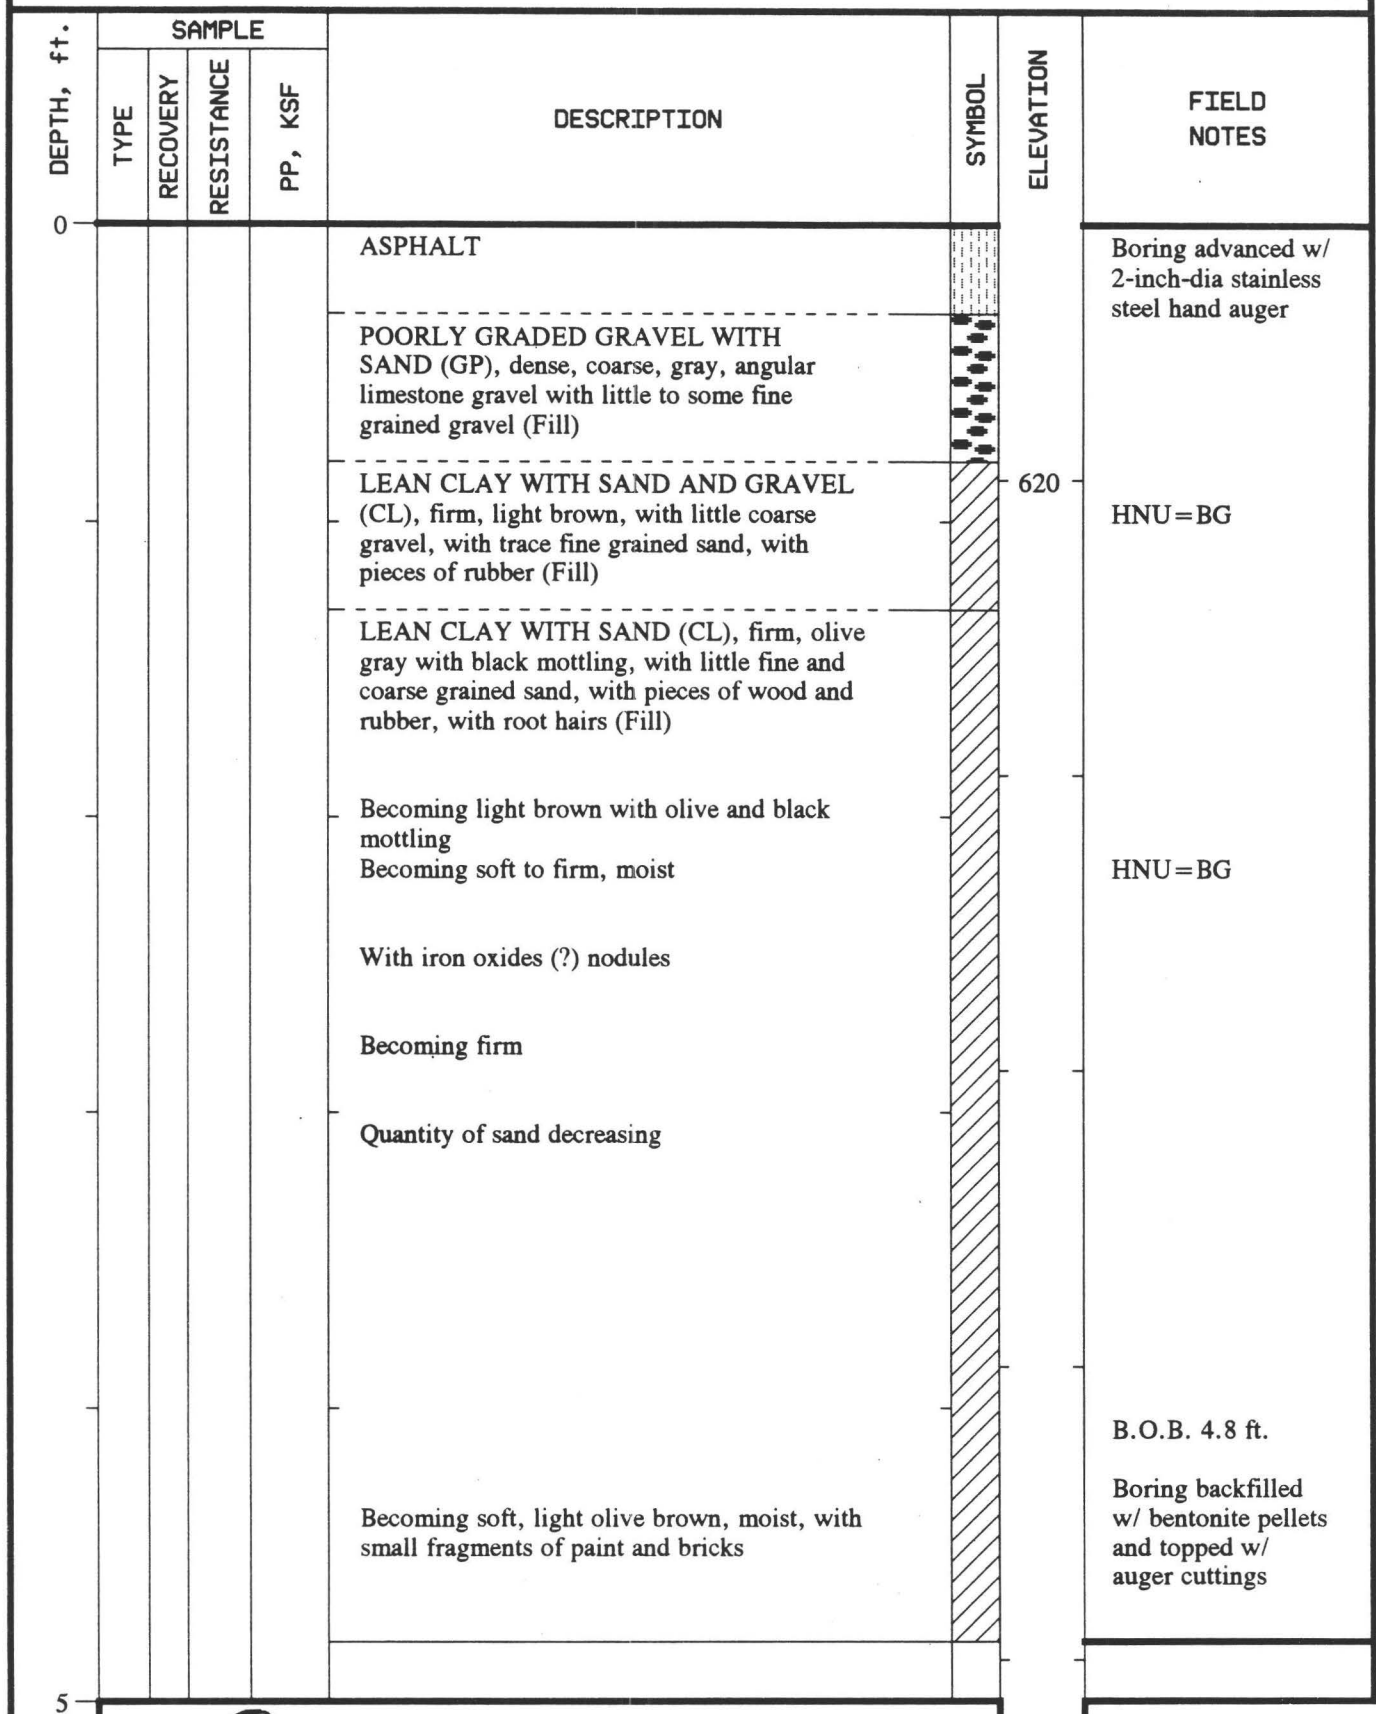 DEPTH, ft.
SAMPLE
TYPE
RECOVERY
RESISTANCE
PP, KSF
DESCRIPTION
SYMBOL
ELEVATION
FIELD
NOTES
0
ASPHALT
Boring advanced w/
2-inch-dia stainless
steel hand auger
POORLY GRADED GRAVEL WITH
SAND (GP), dense, coarse, gray, angular
limestone gravel with little to some fine
grained gravel (Fill)
LEAN CLAY WITH SAND AND GRAVEL
(CL), firm, light brown, with little coarse
gravel, with trace fine grained sand, with
pieces of rubber (Fill)
620
HNU=BG
LEAN CLAY WITH SAND (CL), firm, olive
gray with black mottling, with little fine and
coarse grained sand, with pieces of wood and
rubber, with root hairs (Fill)
Becoming light brown with olive and black
mottling
Becoming soft to firm, moist
HNU=BG
With iron oxides (?) nodules
Becoming firm
Quantity of sand decreasing
B.O.B. 4.8 ft.
Becoming soft, light olive brown, moist, with
small fragments of paint and bricks
Boring backfilled
w/ bentonite pellets
and topped w/
auger cuttings
5